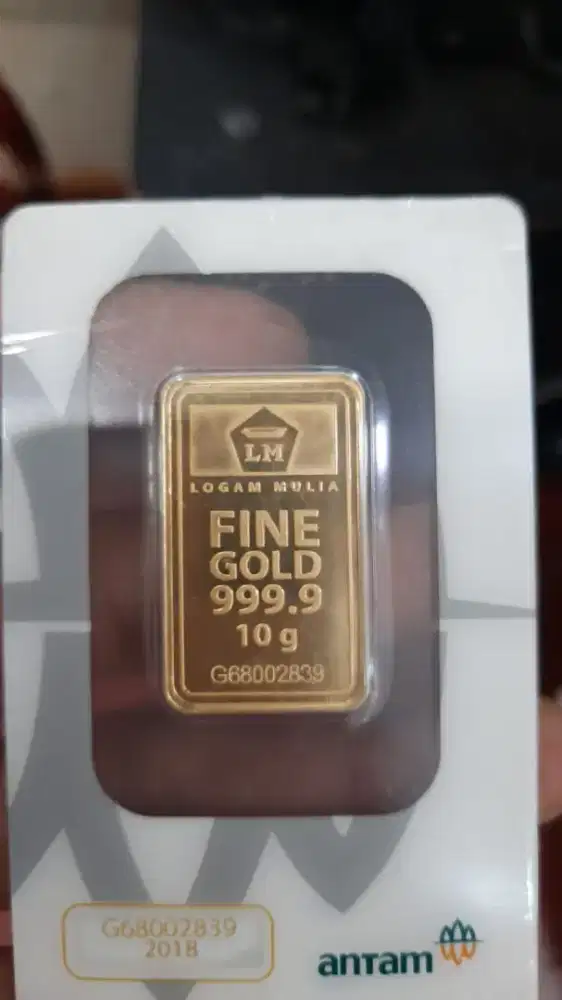 LM
LOGAM MULIA
FINE
GOLD
999.9
10 g
G68002839
G68002839
2018
antam